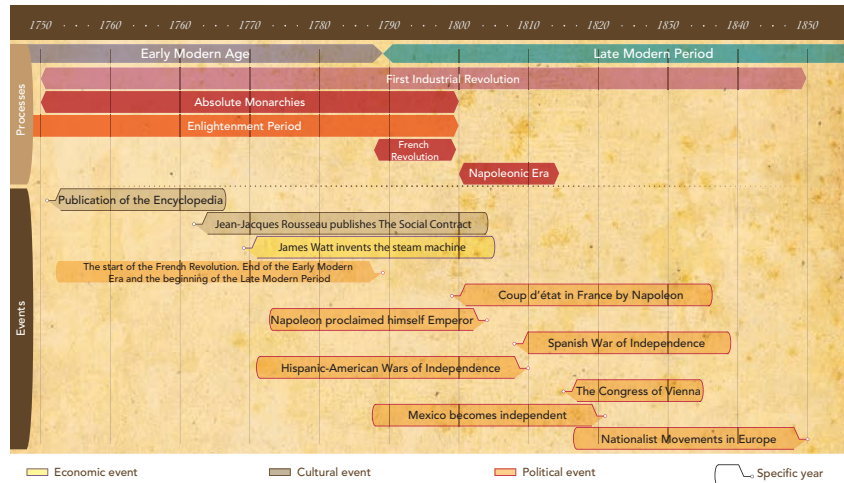 1750 1760 1760 1770 1780 1790 1800 1810 1820 1830 1840 1850
Early Modern Age
Late Modern Period
Processes
First Industrial Revolution
Absolute Monarchies
Enlightenment Period
French
Revolution
Napoleonic Era
Events
Publication of the Encyclopedia
Jean-Jacques Rousseau publishes The Social Contract
James Watt invents the steam machine
The start of the French Revolution. End of the Early Modern
Era and the beginning of the Late Modern Period
Coup d'état in France by Napoleon
Napoleon proclaimed himself Emperor
Spanish War of Independence
Hispanic-American Wars of Independence
The Congress of Vienna
Mexico becomes independent
Nationalist Movements in Europe
Economic event
Cultural event
Political event
Specific year